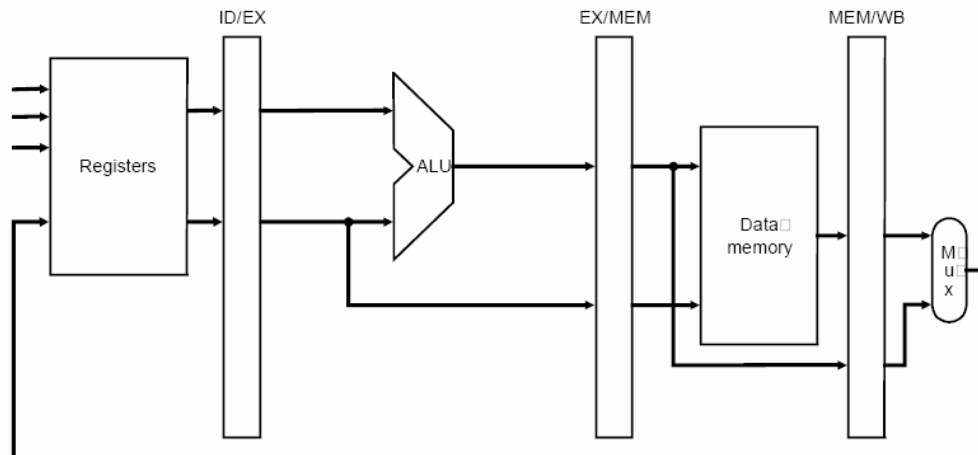 ID/EX
EX/MEM
MEM/WB
Registers
ALU
Data
memory
M
u
x